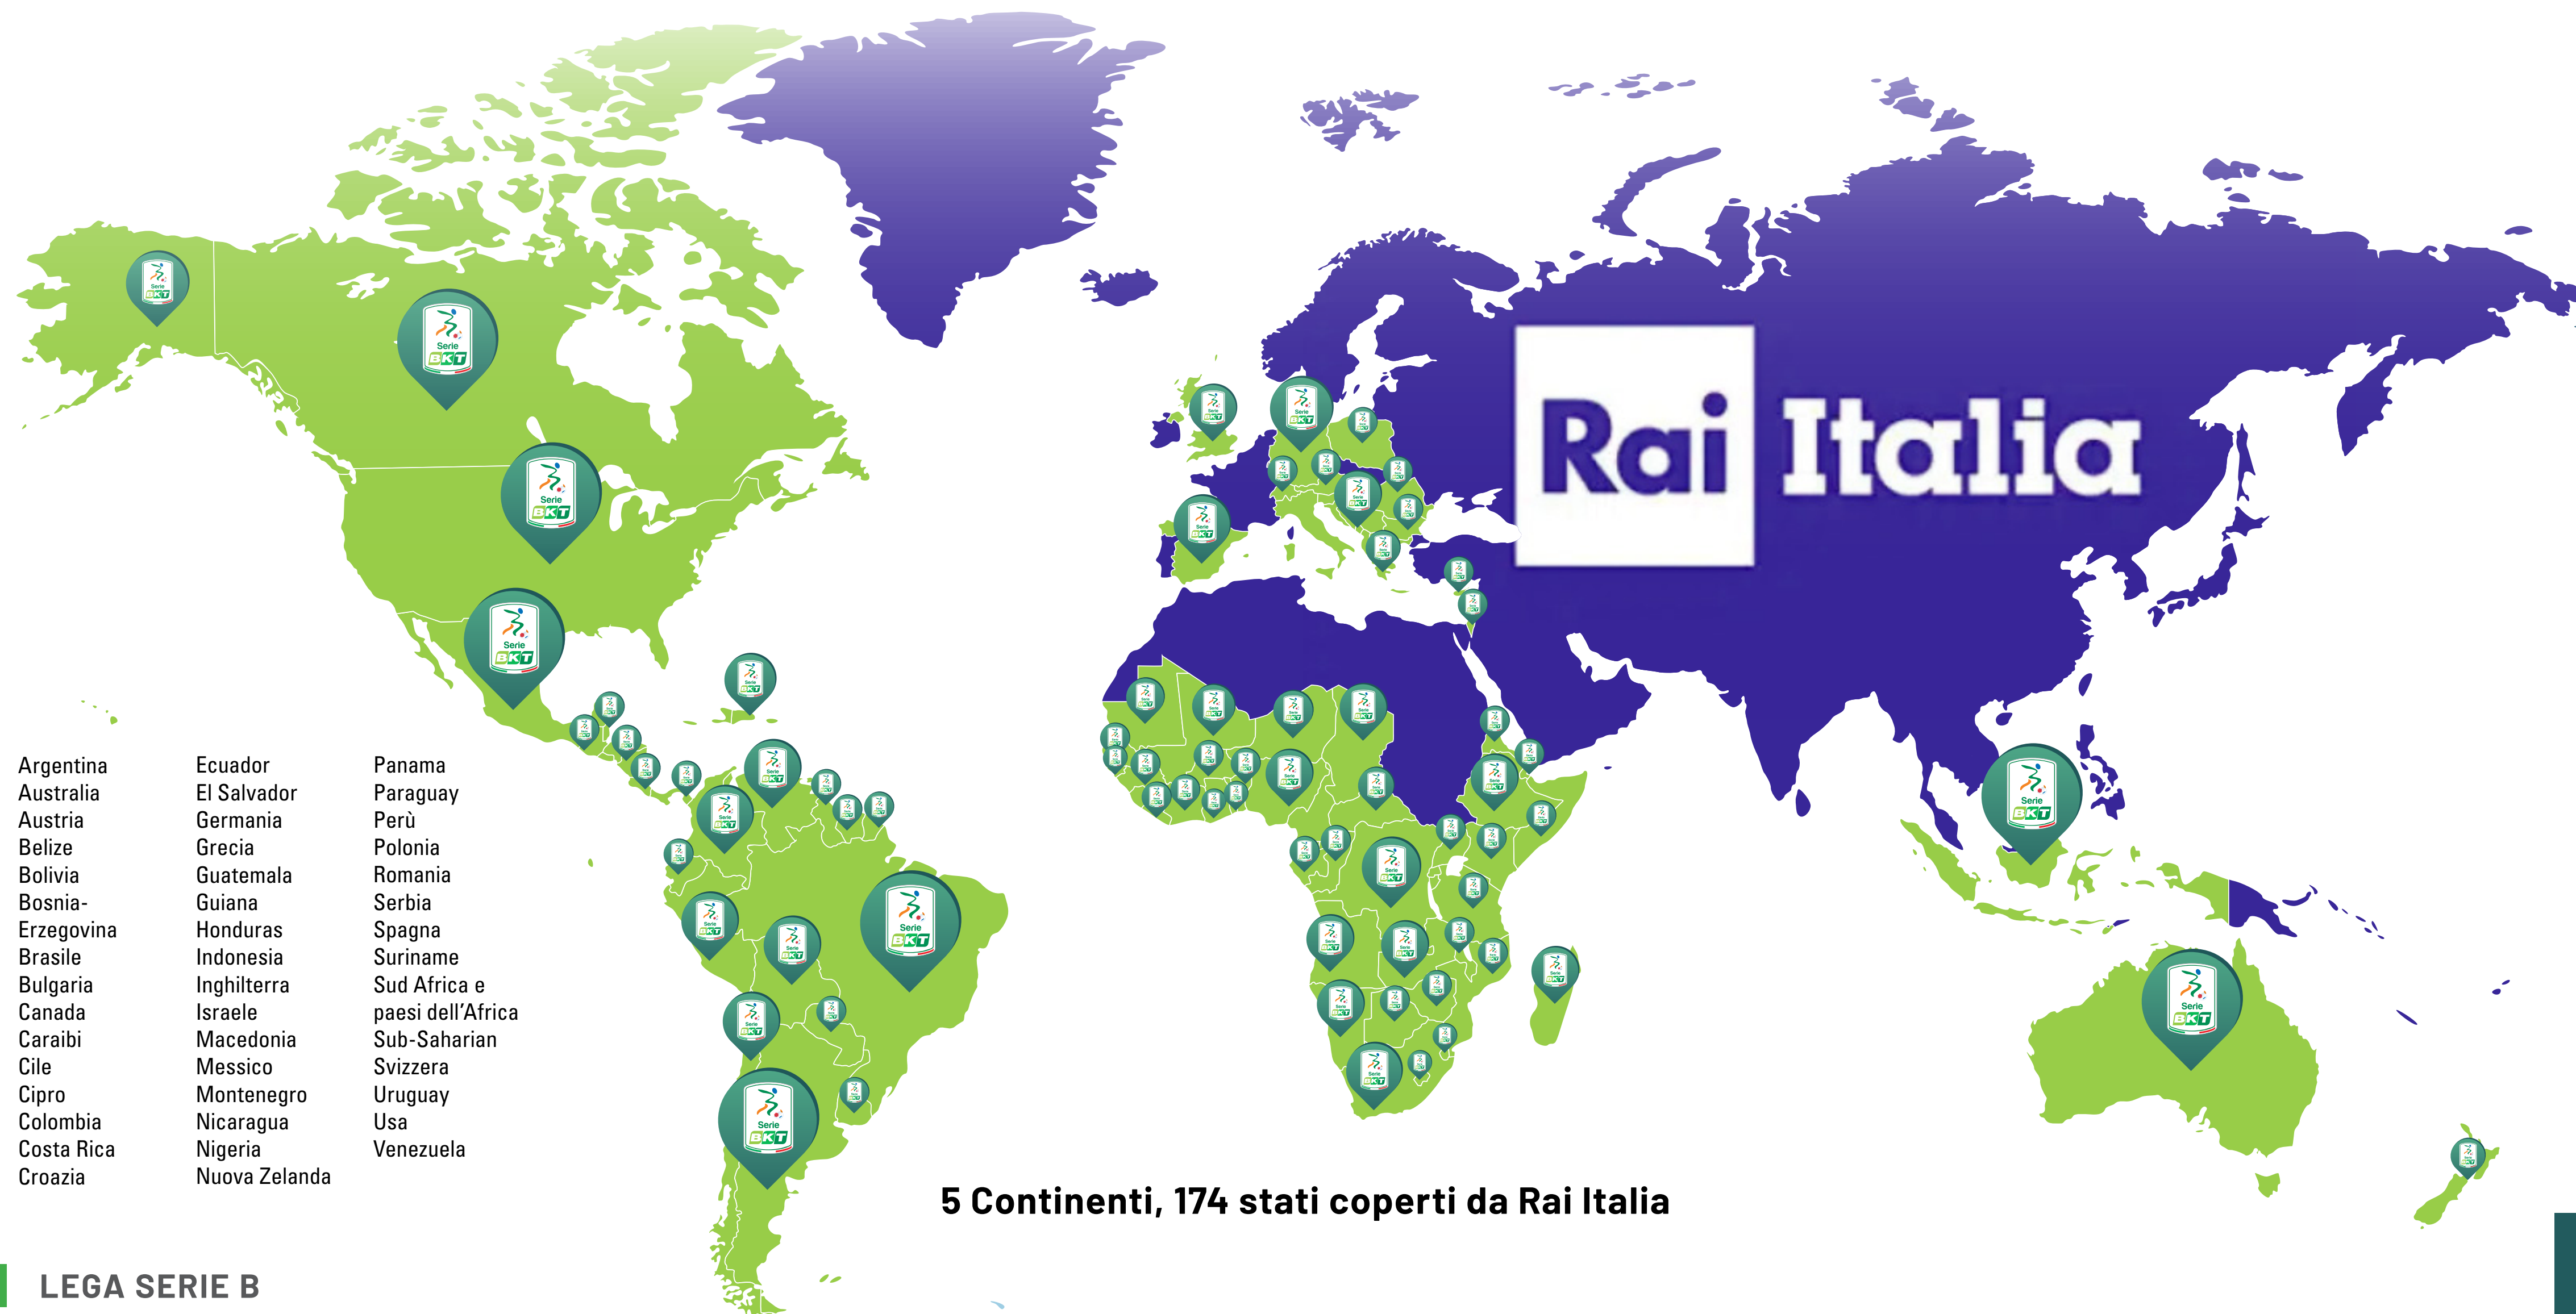 Rai Italia
Serie
BKT
Argentina
Australia
Austria
Belize
Bolivia
Bosnia-
Erzegovina
Brasile
Bulgaria
Canada
Caraibi
Cile
Cipro
Colombia
Costa Rica
Croazia
Ecuador
El Salvador
Germania
Grecia
Guatemala
Guiana
Honduras
Indonesia
Inghilterra
Israele
Macedonia
Messico
Montenegro
Nicaragua
Nigeria
Nuova Zelanda
Panama
Paraguay
Perù
Polonia
Romania
Serbia
Spagna
Suriname
Sud Africa e
paesi dell’Africa
Sub-Saharian
Svizzera
Uruguay
Usa
Venezuela
5 Continenti, 174 stati coperti da Rai Italia
LEGA SERIE B